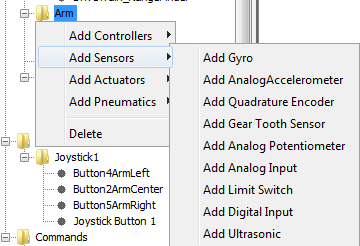 Arm
Add Controllers
Add Sensors
Add Actuators
Add Pneumatics
Delete
Add Gyro
Add AnalogAccelerometer
Add Quadrature Encoder
Add Gear Tooth Sensor
Add Analog Potentiometer
Add Analog Input
Add Limit Switch
Add Digital Input
Add Ultrasonic
Joystick1
Button4ArmLeft
Button2ArmCenter
Button5ArmRight
Joystick Button 1
Commands